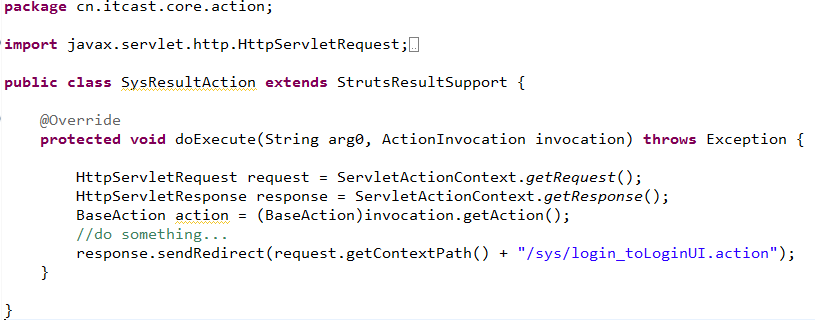 package cn.itcast.core.action;
import javax.servlet.http.HttpServletRequest;
public class SysResultAction extends StrutsResultSupport {
@Override
protected void doExecute(String arg0, ActionInvocation invocation) throws Exception {
HttpServletRequest request = ServletActionContext.getRequest();
HttpServletResponse response = ServletActionContext.getResponse();
BaseAction action = (BaseAction)invocation.getAction();
//do something...
response.sendRedirect(request.getContextPath() + "/sys/login_toLoginUI.action");
}
}